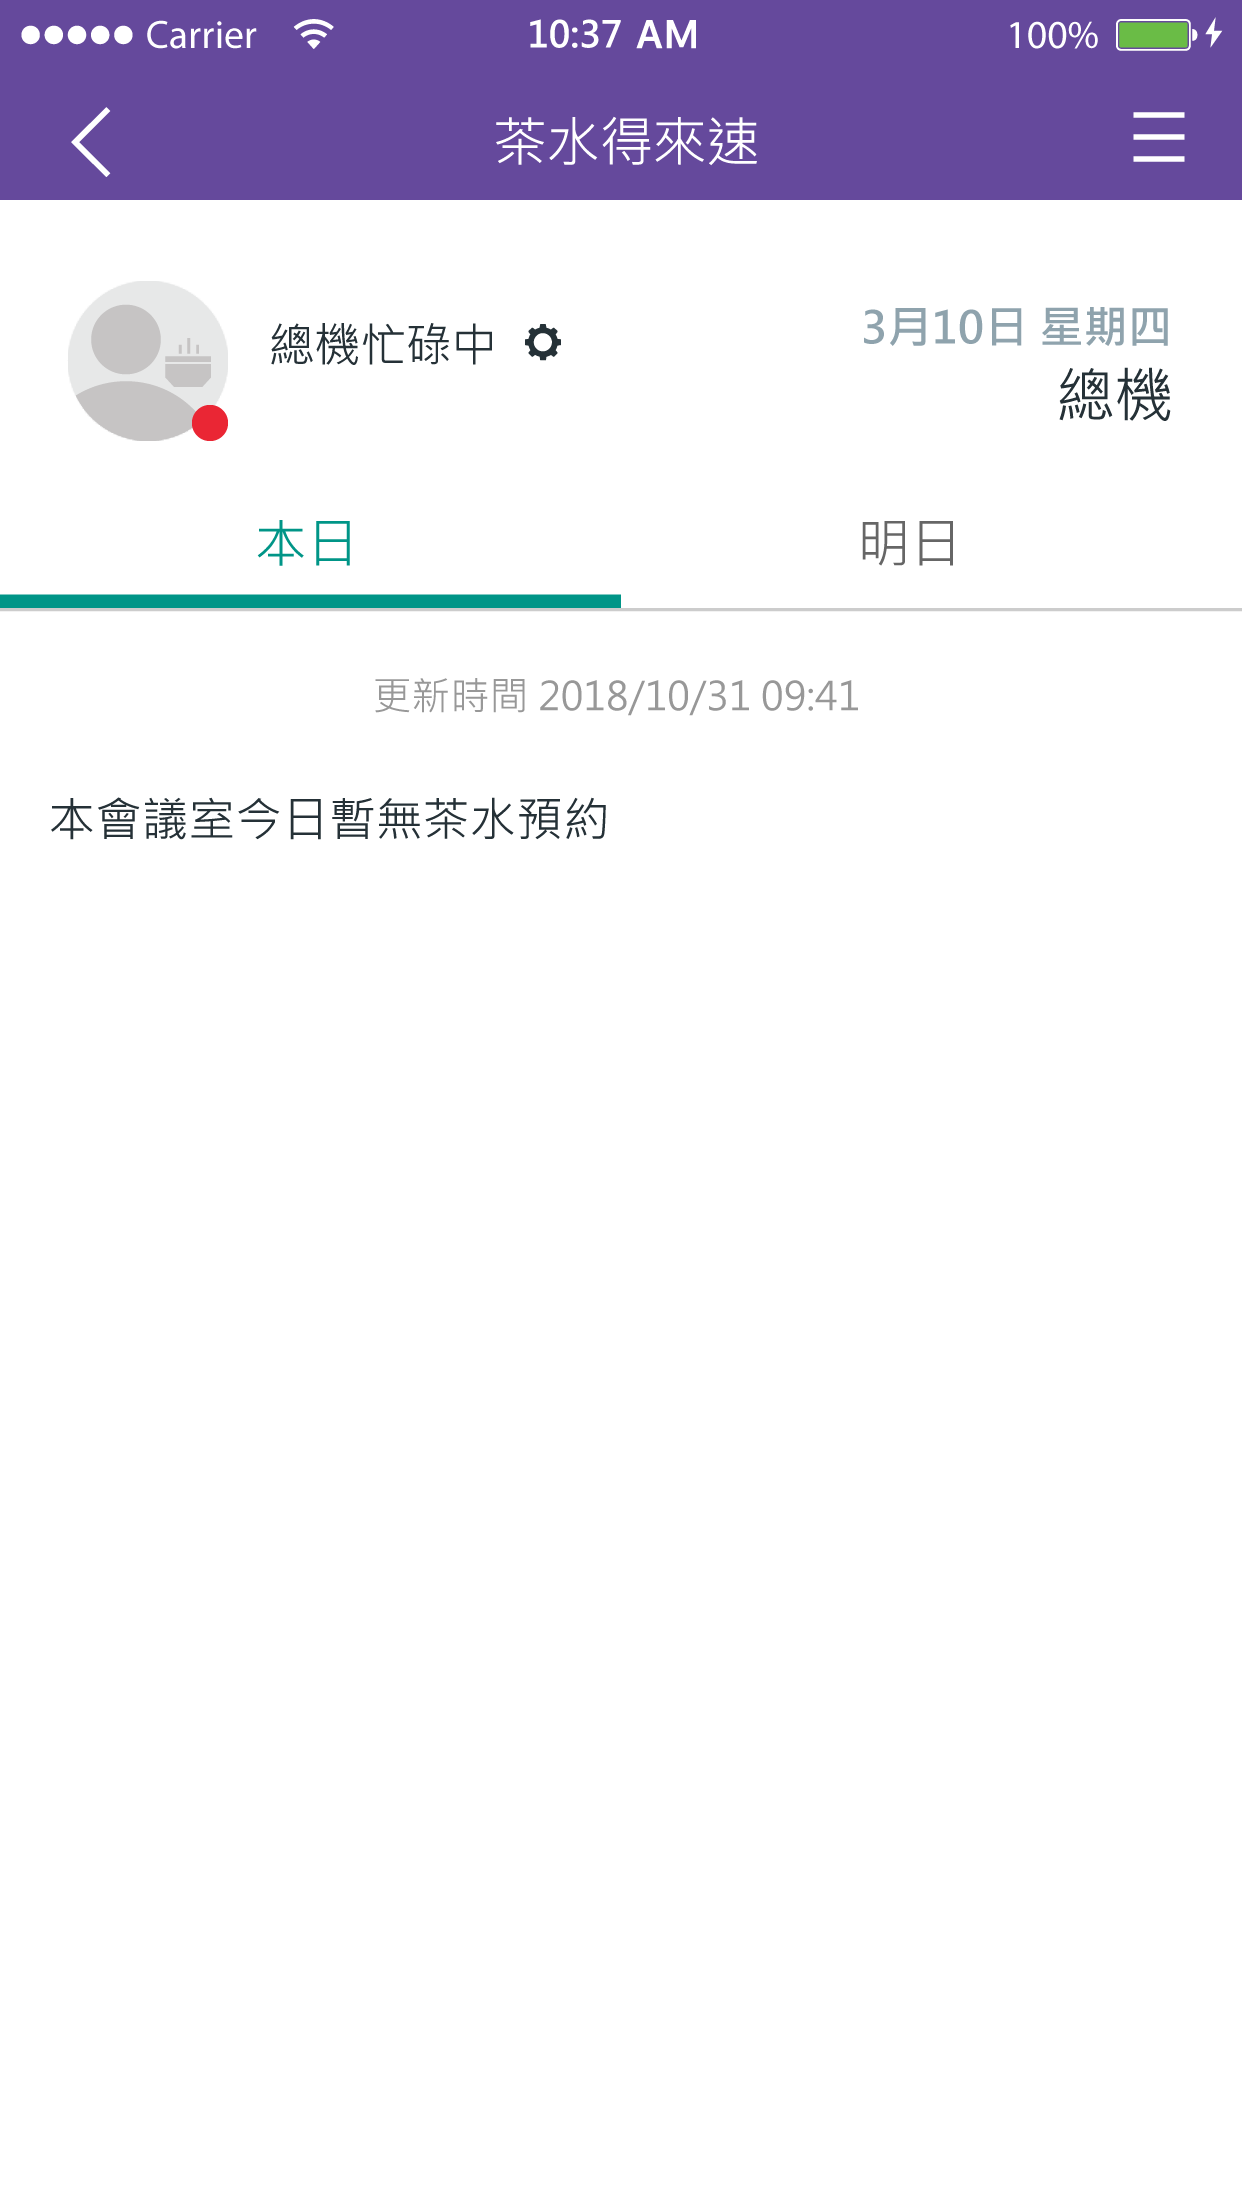 Carrier 10:37 AM 100%
茶水得來速
總機忙碌中
3月10日 星期四
總機
本日 明日
更新時間 2018/10/31 09:41
本會議室今日暫無茶水預約